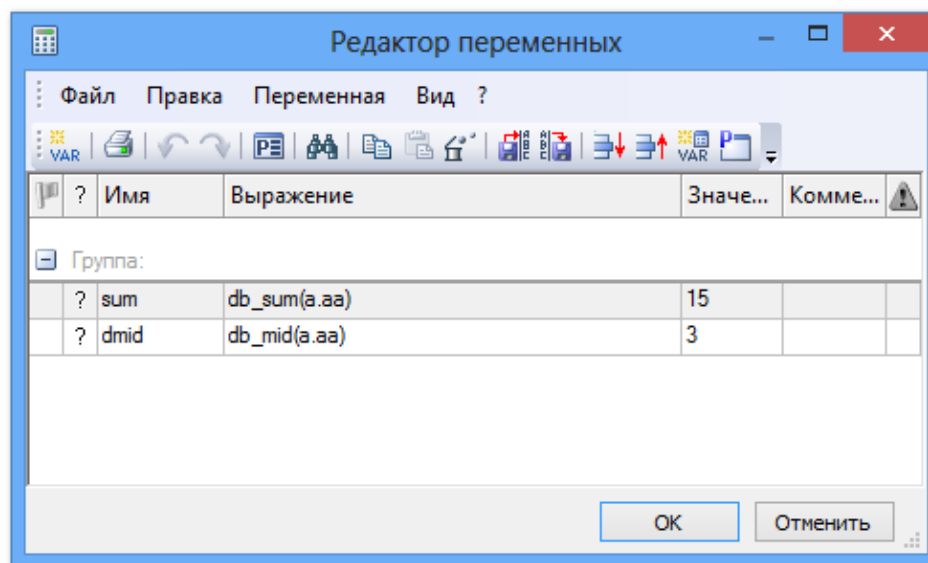 Редактор переменных
Файл Правка Переменная Вид ?
VAR PE VAR P
? Имя Выражение Значе... Комме...
Группа:
? sum db_sum(a.aa) 15
? dmid db_mid(a.aa) 3
OK Отменить